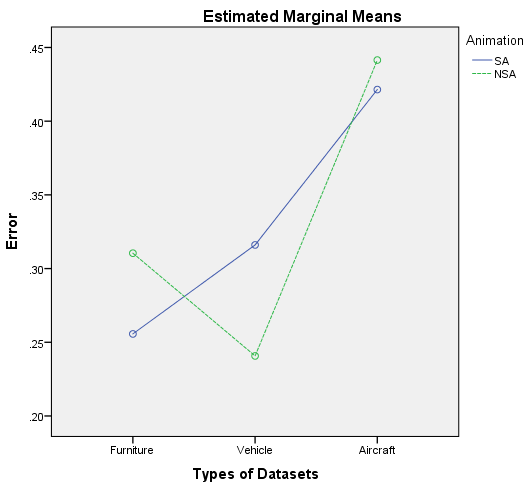 Estimated Marginal Means
Animation
SA
NSA
.45
.40
.35
.30
.25
.20
Error
Furniture
Vehicle
Aircraft
Types of Datasets